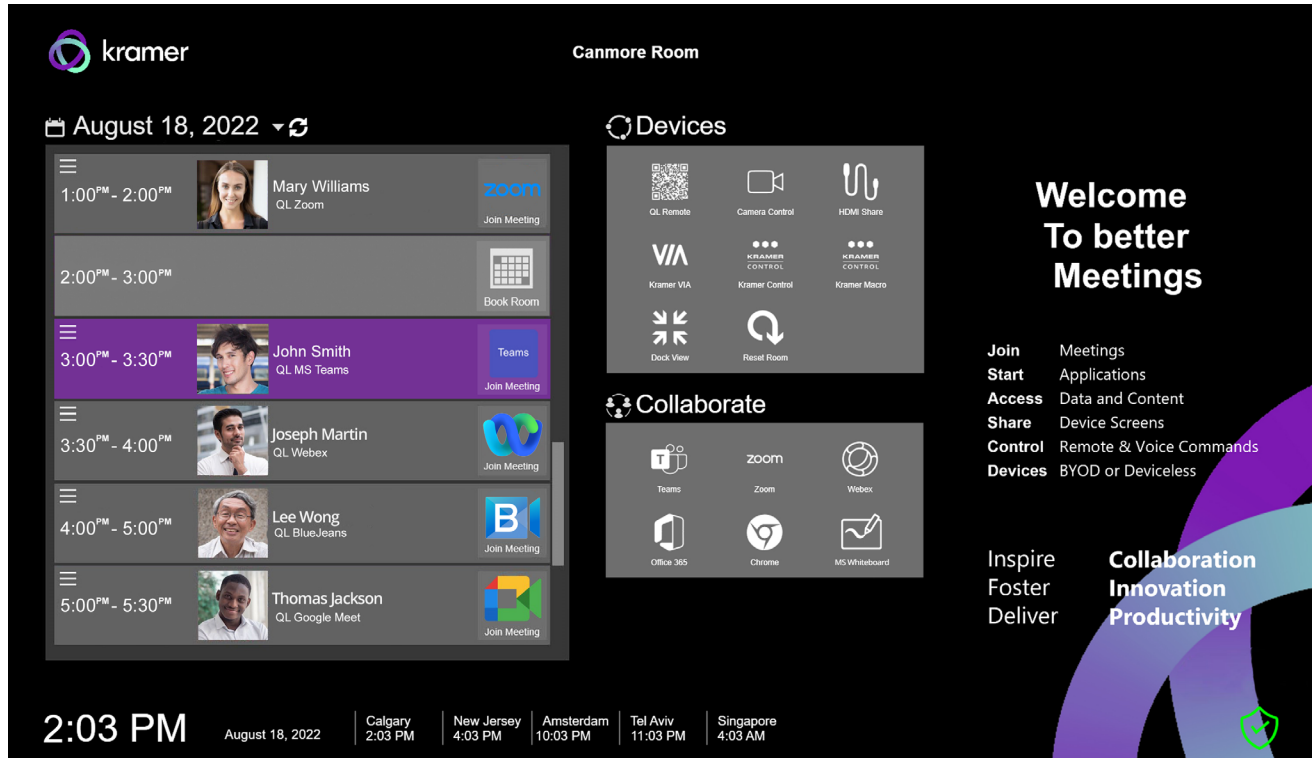 kramer
Canmore Room
August 18, 2022
1:00PM - 2:00PM
Mary Williams
QL Zoom
zoom
Join Meeting
2:00PM - 3:00PM
Book Room
3:00PM - 3:30PM
John Smith
QL MS Teams
Teams
Join Meeting
3:30PM - 4:00PM
Joseph Martin
QL Webex
Join Meeting
4:00PM - 5:00PM
Lee Wong
QL BlueJeans
B
Join Meeting
5:00PM - 5:30PM
Thomas Jackson
QL Google Meet
Join Meeting
Devices
QL Remote
Camera Control
HDMI Share
VIA
KRAMER
CONTROL
KRAMER
CONTROL
Kramer VIA
Kramer Control
Kramer Macro
Dock View
Reset Room
Collaborate
T
zoom
Teams
Zoom
Webex
Office 365
Chrome
MS Whiteboard
Welcome
To better
Meetings
Join Meetings
Start Applications
Access Data and Content
Share Device Screens
Control Remote & Voice Commands
Devices BYOD or Deviceless
Inspire Collaboration
Foster Innovation
Deliver Productivity
2:03 PM
August 18, 2022
Calgary
2:03 PM
New Jersey
4:03 PM
Amsterdam
10:03 PM
Tel Aviv
11:03 PM
Singapore
4:03 AM